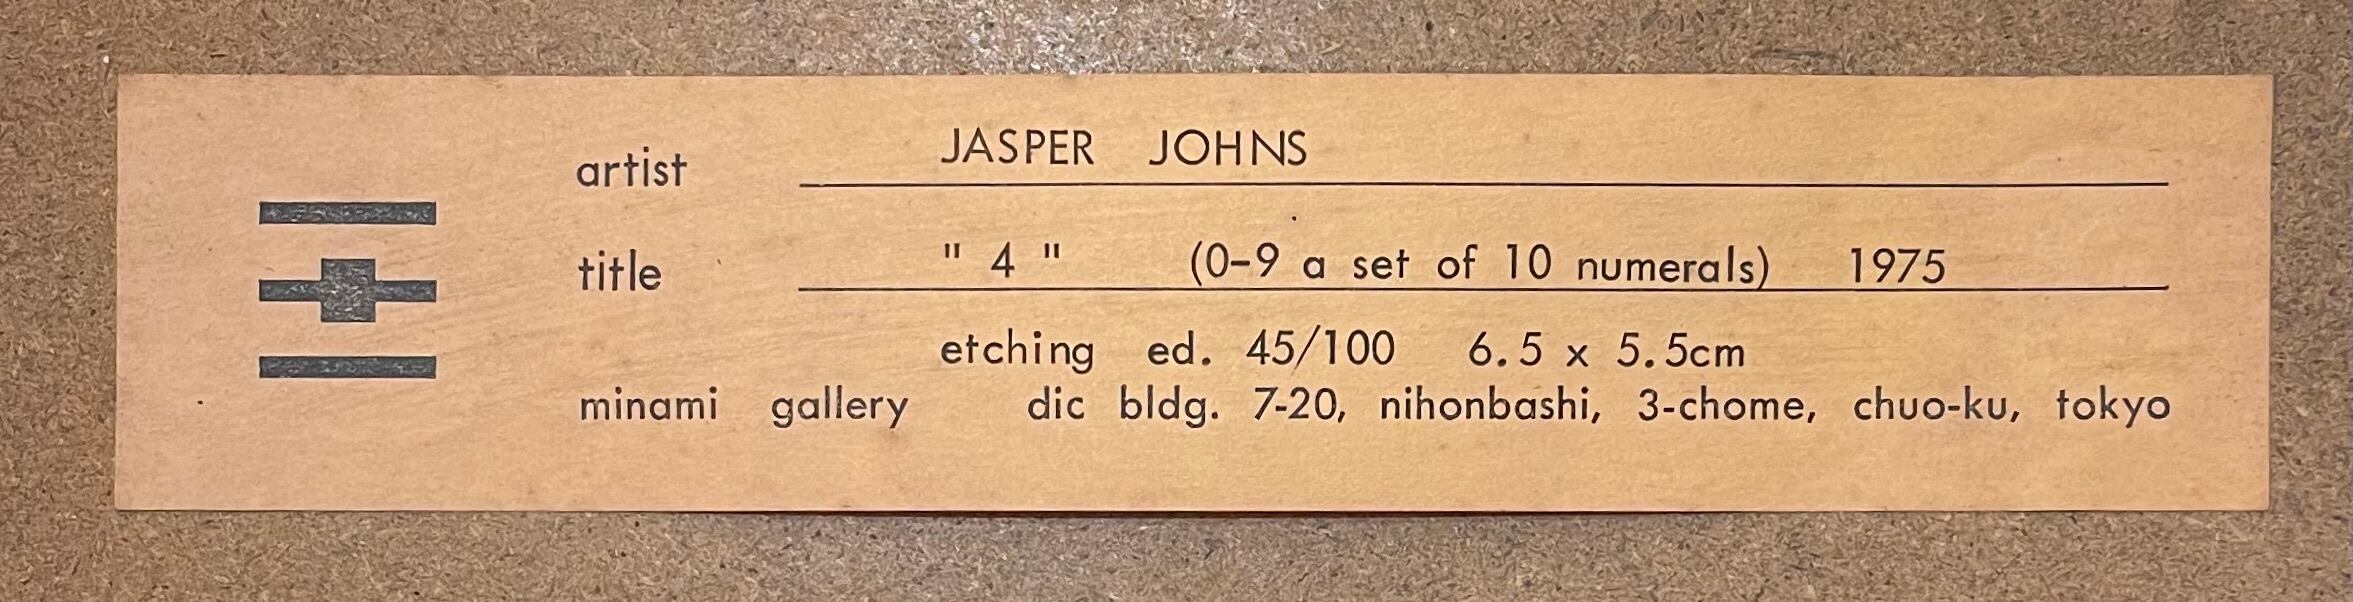 artist JASPER JOHNS
title " 4 " (0-9 a set of 10 numerals) 1975
etching ed. 45/100 6.5 x 5.5cm
minami gallery dic bldg. 7-20, nihonbashi, 3-chome, chuo-ku, tokyo